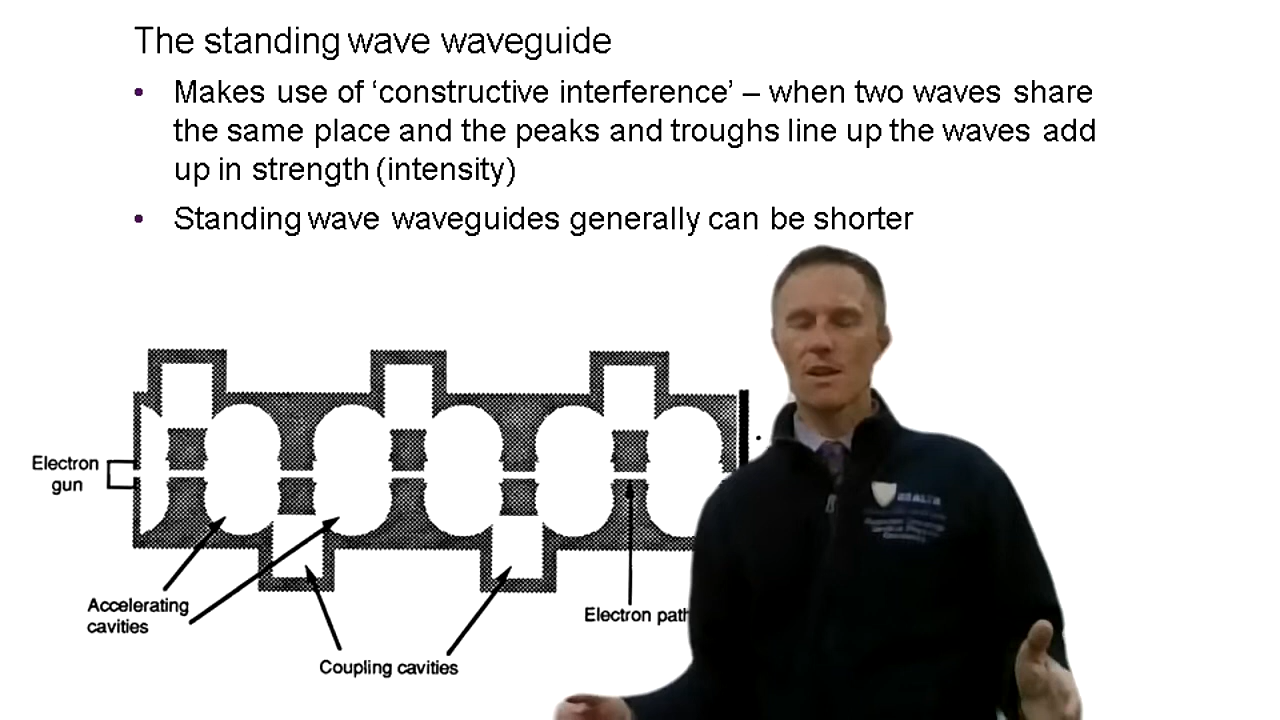 The standing wave waveguide
• Makes use of ‘constructive interference’ – when two waves share
the same place and the peaks and troughs line up the waves add
up in strength (intensity)
• Standing wave waveguides generally can be shorter
Electron
gun
Accelerating
cavities
Coupling cavities
Electron path